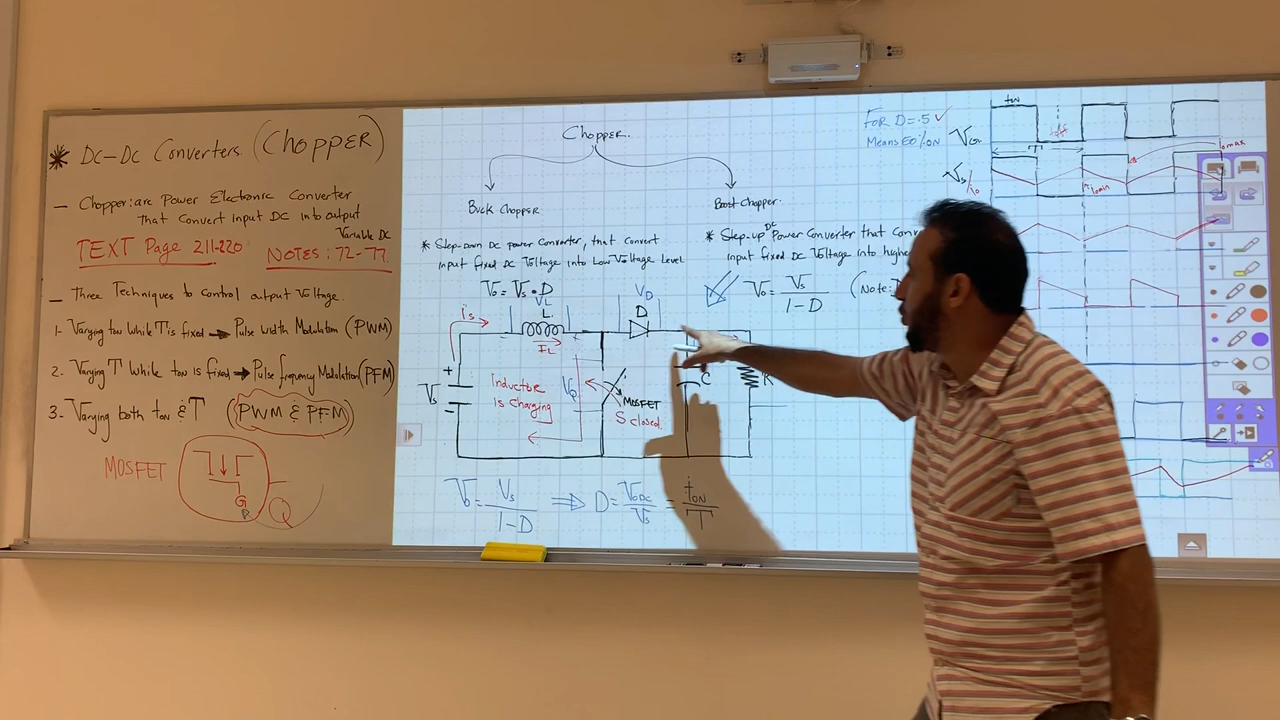 * DC-DC Converters (Chopper)
– Chopper: are Power Electronic Converter
that convert input DC into output
Variable DC
TEXT Page 211-220 NOTES: 72-77
– Three Techniques to control output Voltage.
1- Varying ton while T is fixed → Pulse width Modulation (PWM)
2. Varying T while ton is fixed → Pulse frequency Modulation (PFM)
3- Varying both ton & T (PWM & PFM)
MOSFET
G
Q
Chopper.
Buck Chopper
Boost Chopper.
* Step-down DC power Converter, that convert
input fixed DC Voltage into Low Voltage Level
Vo = Vs • D
* Step-up DC Power Converter that
input fixed DC Voltage into higher
Vo = Vs / 1-D (Note:
is
VL
L
IL
VD
D
+
Vs
–
Inductor
is charging
MOSFET
S closed.
C
R
Vo = Vs / 1-D ⇒ D = VoDC / Vs = tON / T
FOR D = .5 ✓
Means 50% ON
ton
toff
T
Iomax
Iomin